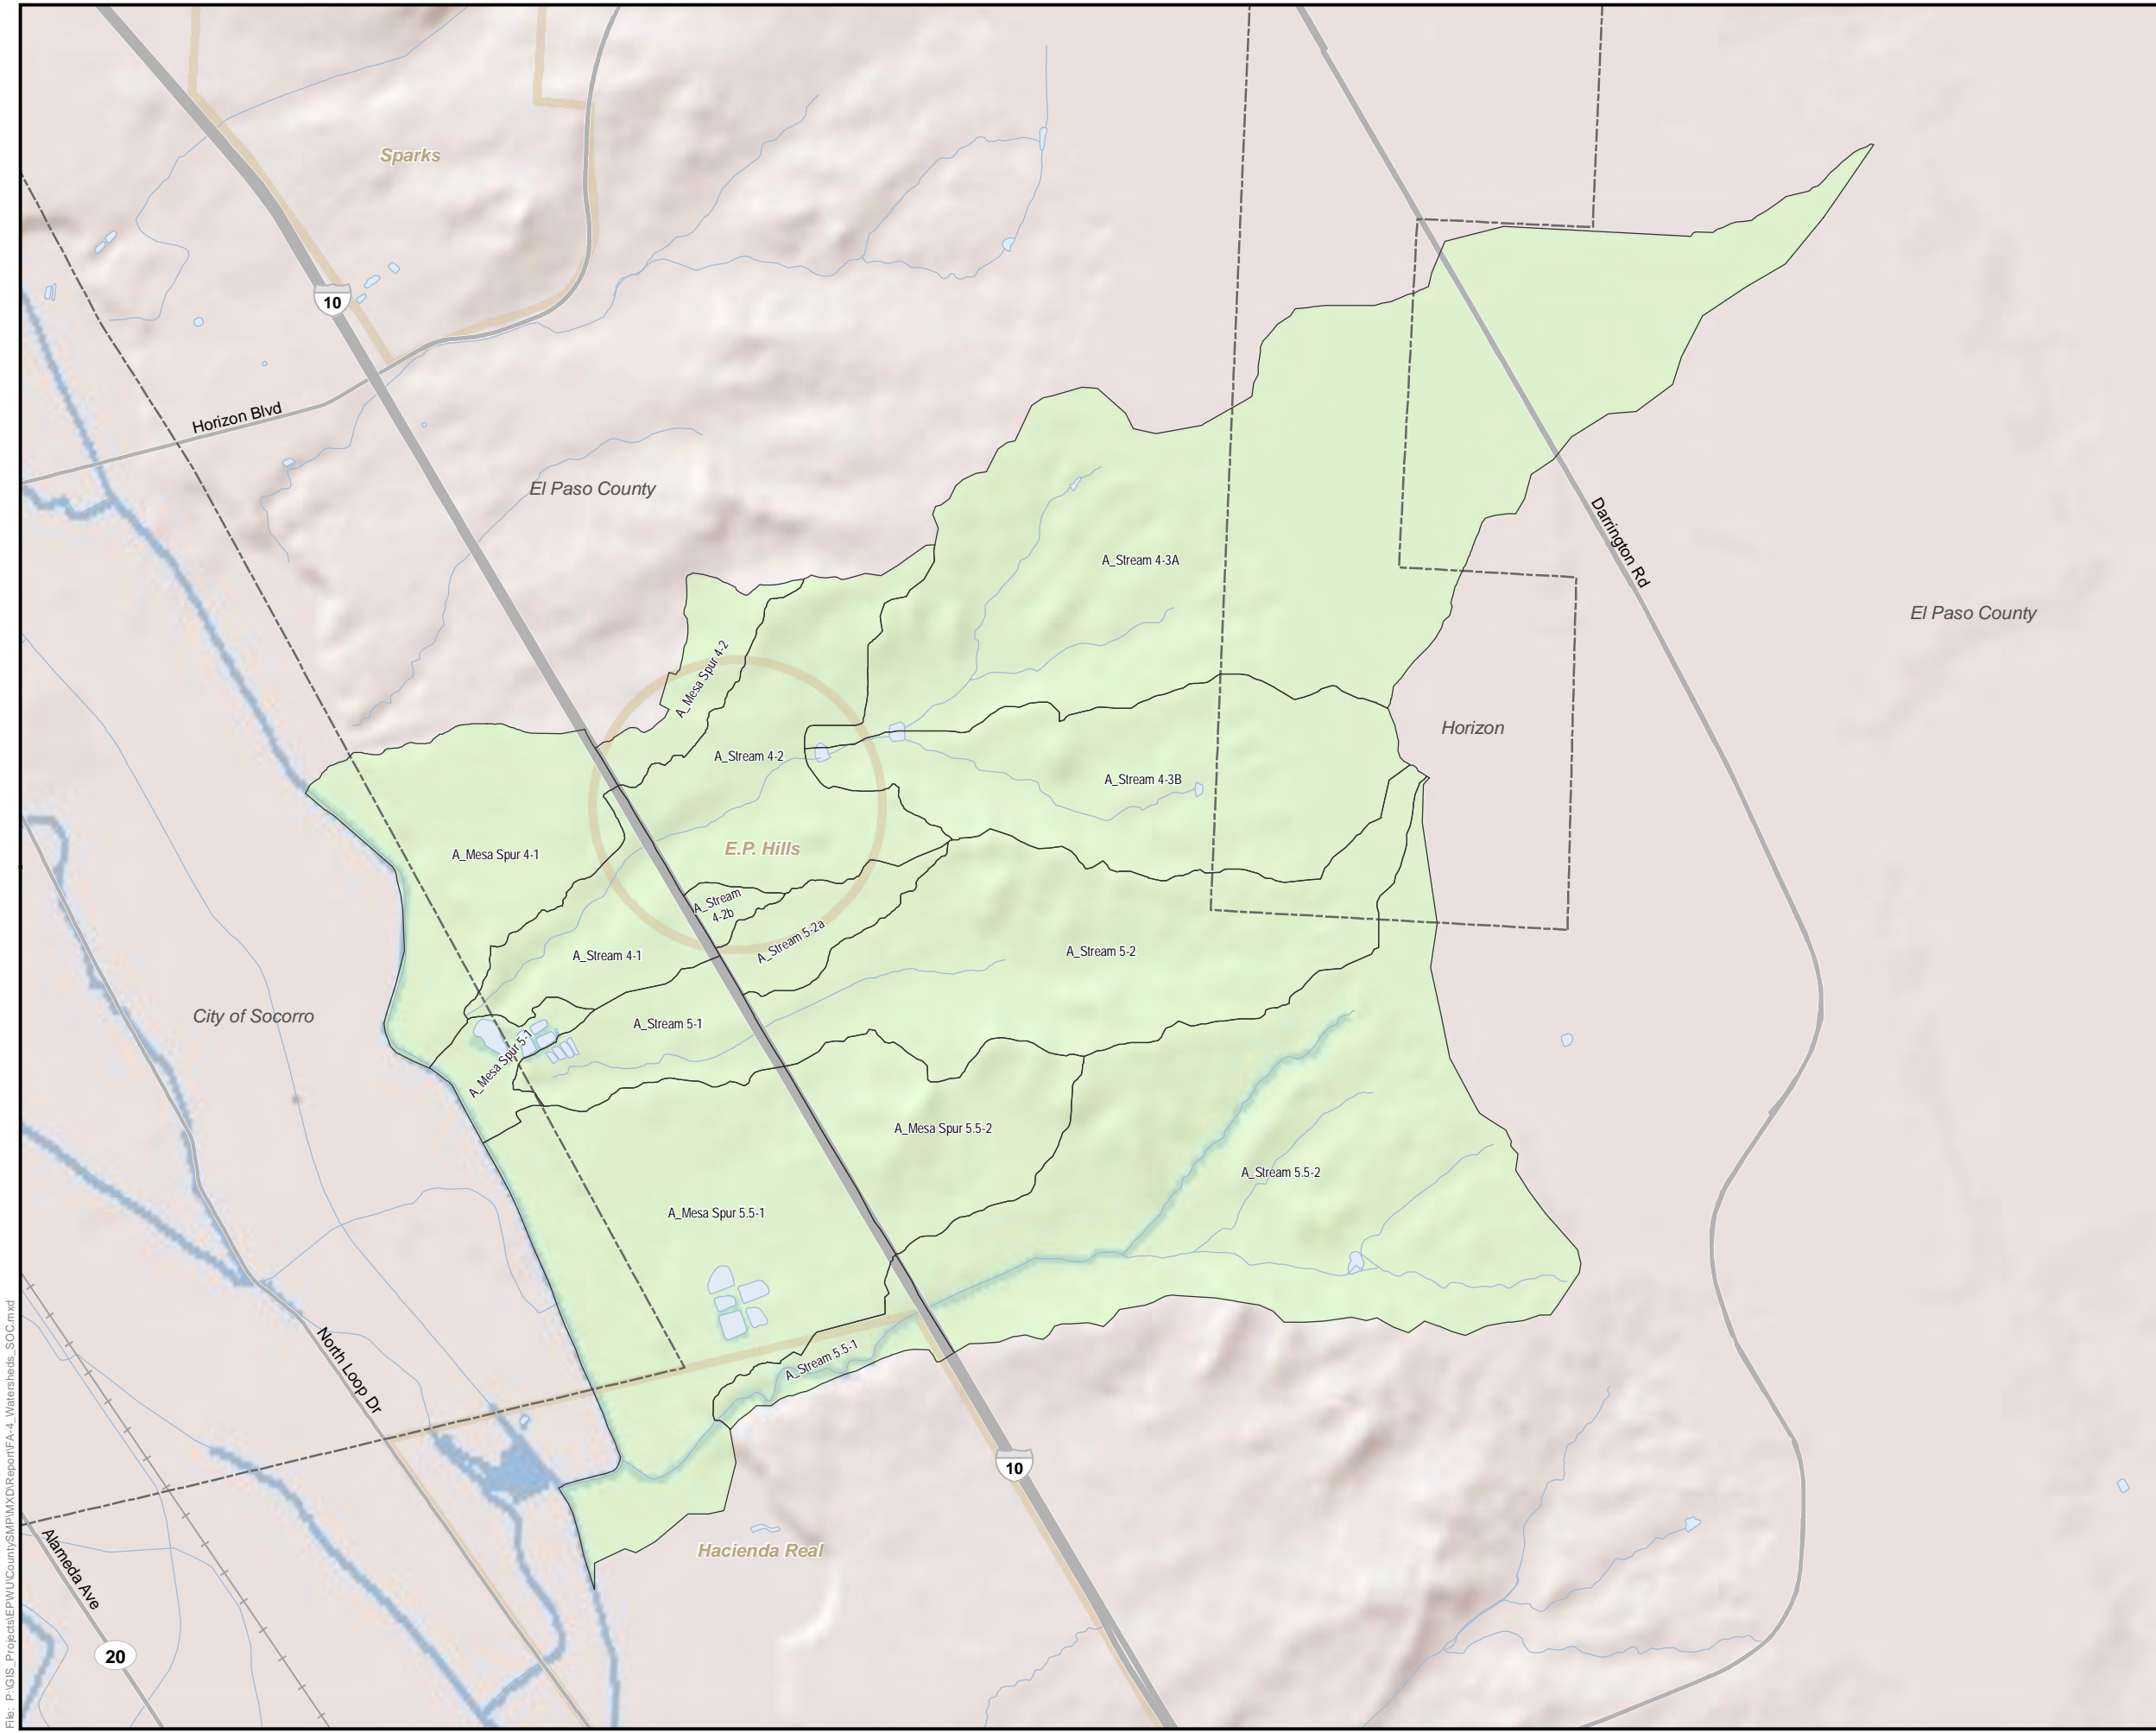 Sparks
10
Horizon Blvd
El Paso County
Darrington Rd
A_Stream 4-3A
El Paso County
A_Mesa Spur 4-2
Horizon
A_Stream 4-2
A_Stream 4-3B
E.P. Hills
A_Mesa Spur 4-1
A_Stream
4-2b
A_Stream 5-2a
A_Stream 5-2
A_Stream 4-1
City of Socorro
A_Stream 5-1
A_Mesa Spur 5-1
A_Mesa Spur 5.5-2
A_Stream 5.5-2
A_Mesa Spur 5.5-1
A_Stream 5.5-1
North Loop Dr
10
Hacienda Real
Alameda Ave
20
File: P:\GIS_Projects\EPWU\CountySMP\MXD\Report\FA-4_Watersheds_SOC.mxd